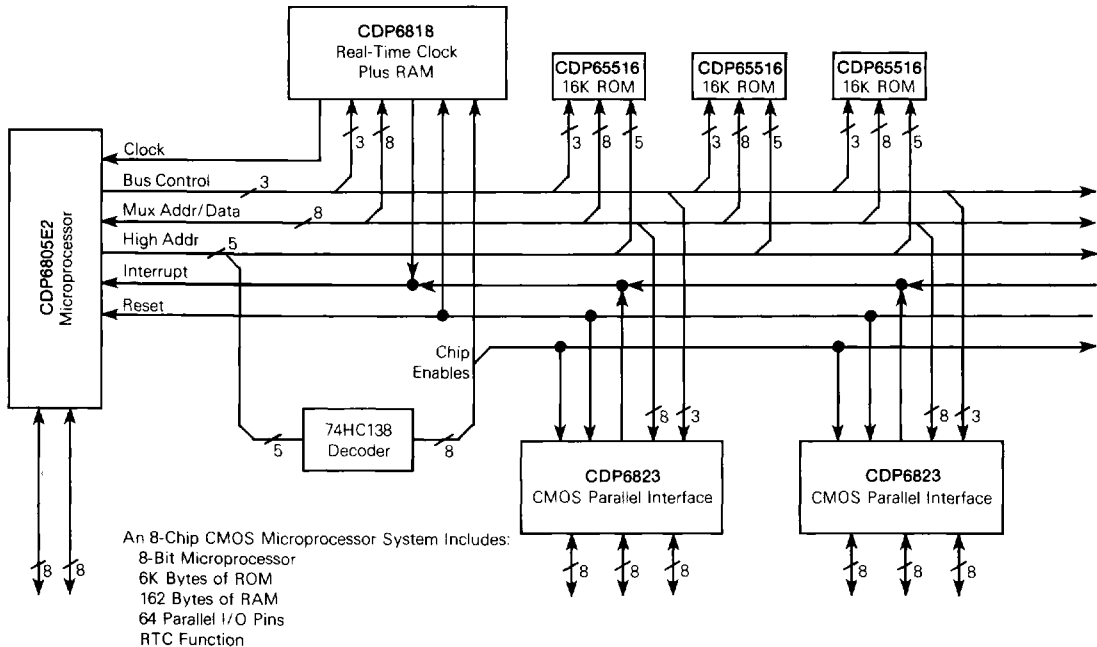 CDP6818
Real-Time Clock
Plus RAM
CDP65516
16K ROM
CDP65516
16K ROM
CDP65516
16K ROM
3
8
3
8
5
3
8
5
3
8
5
CDP6805E2
Microprocessor
Clock
Bus Control
3
Mux Addr/Data
8
High Addr
5
Interrupt
Reset
Chip
Enables
5
74HC138
Decoder
8
8
3
8
3
CDP6823
CMOS Parallel Interface
CDP6823
CMOS Parallel Interface
8
8
8
8
8
8
8
8
An 8-Chip CMOS Microprocessor System Includes:
8-Bit Microprocessor
6K Bytes of ROM
162 Bytes of RAM
64 Parallel I/O Pins
RTC Function